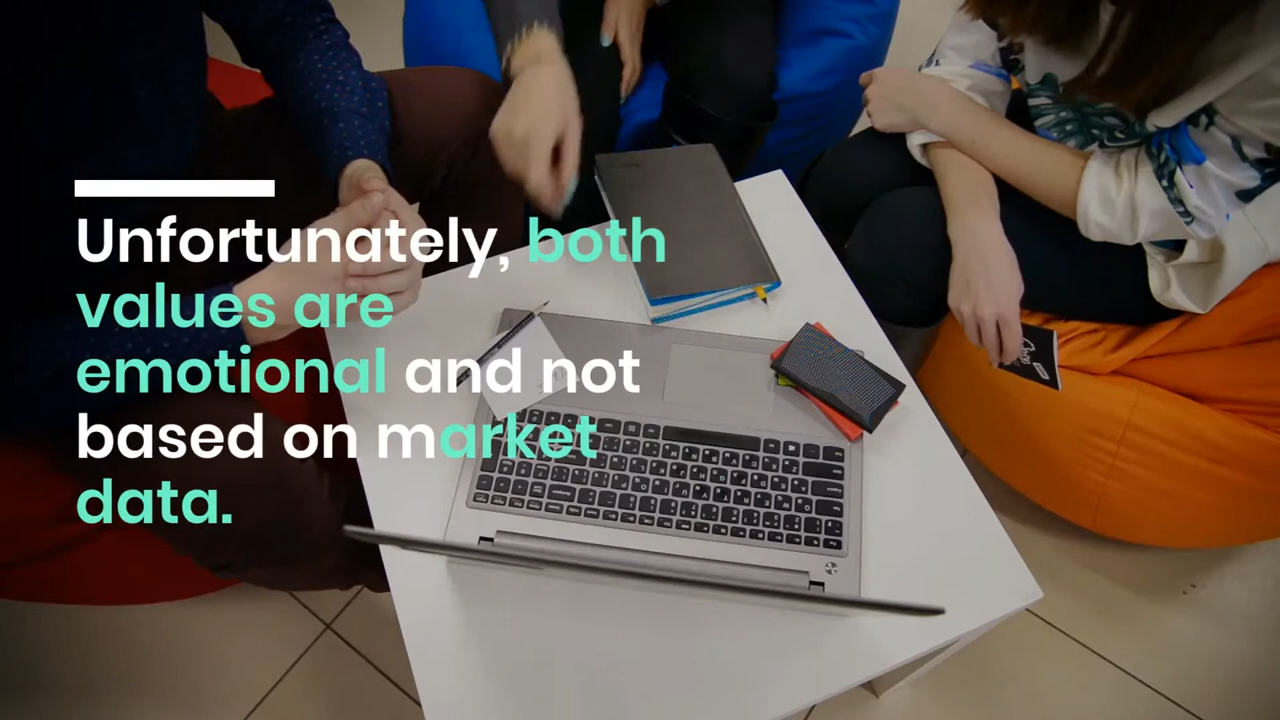 Unfortunately, both
values are
emotional and not
based on market
data.